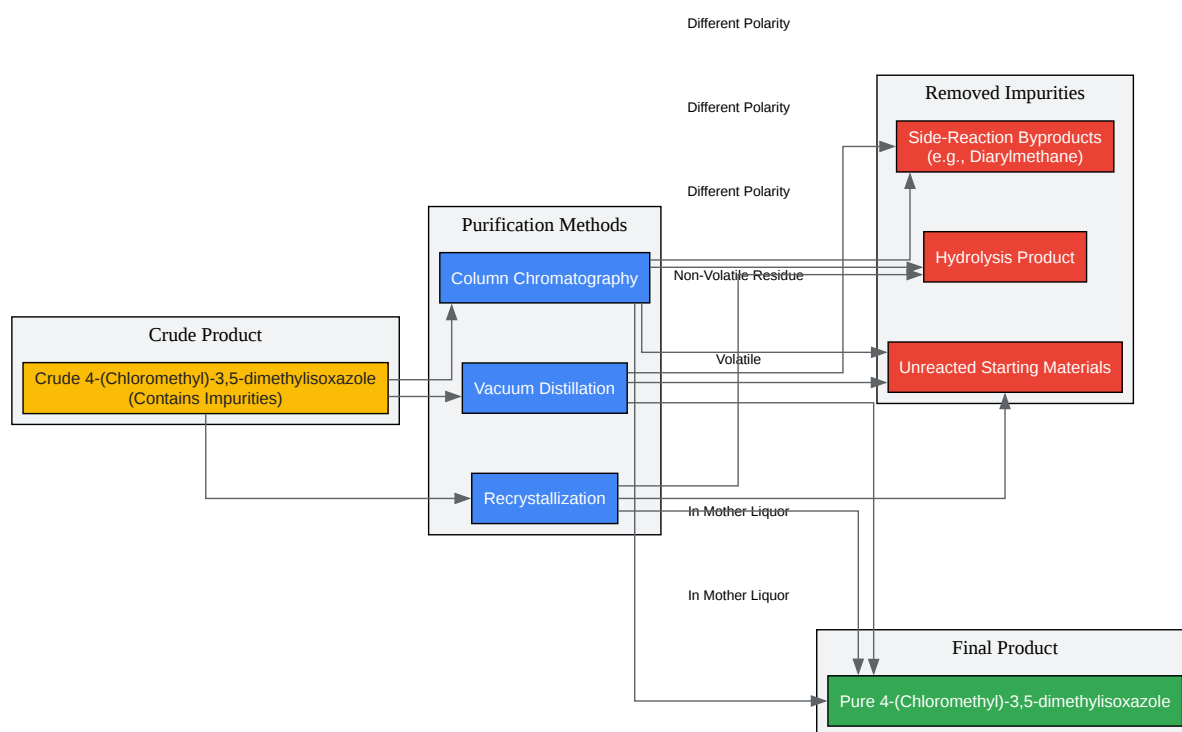 Different Polarity
Different Polarity
Different Polarity
Crude Product
Crude 4-(Chloromethyl)-3,5-dimethylisoxazole
(Contains Impurities)
Purification Methods
Column Chromatography
Vacuum Distillation
Recrystallization
Non-Volatile Residue
Volatile
In Mother Liquor
In Mother Liquor
Removed Impurities
Side-Reaction Byproducts
(e.g., Diarylmethane)
Hydrolysis Product
Unreacted Starting Materials
Final Product
Pure 4-(Chloromethyl)-3,5-dimethylisoxazole